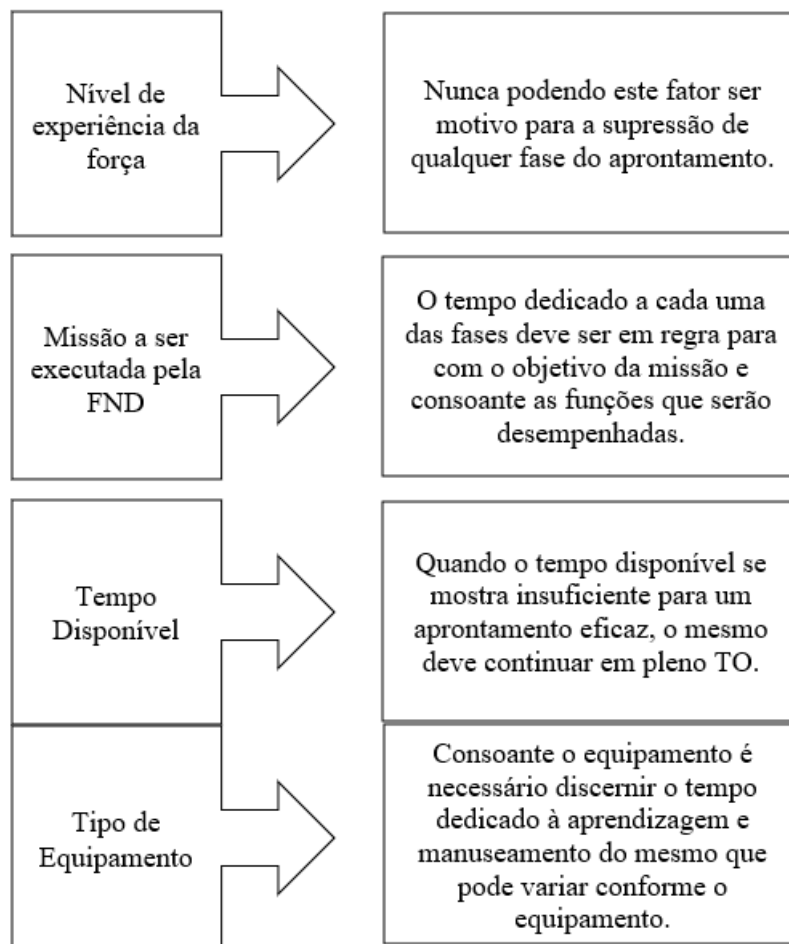 Nível de
experiência da
força
Nunca podendo este fator ser
motivo para a supressão de
qualquer fase do aprontamento.
Missão a ser
executada pela
FND
O tempo dedicado a cada uma
das fases deve ser em regra para
com o objetivo da missão e
consoante as funções que serão
desempenhadas.
Tempo
Disponível
Quando o tempo disponível se
mostra insuficiente para um
aprontamento eficaz, o mesmo
deve continuar em pleno TO.
Tipo de
Equipamento
Consoante o equipamento é
necessário discernir o tempo
dedicado à aprendizagem e
manuseamento do mesmo que
pode variar conforme o
equipamento.